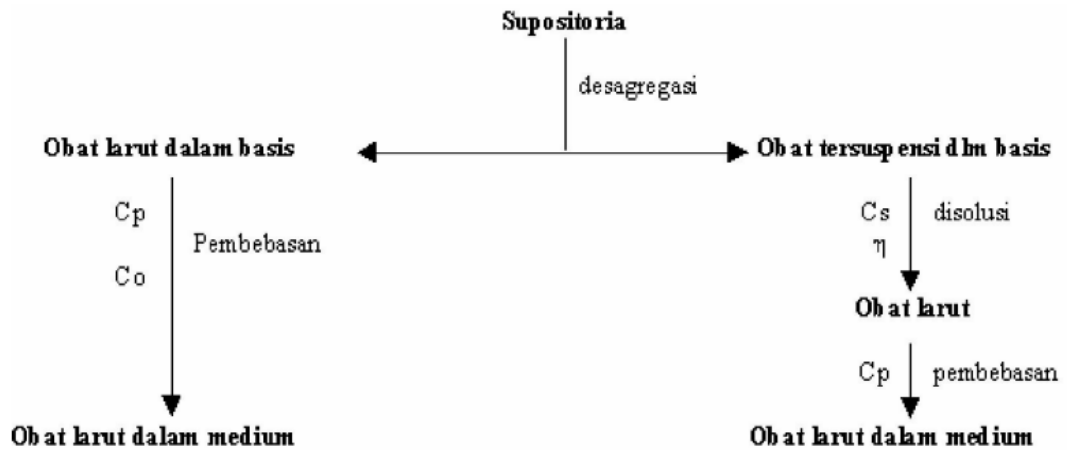 Supositoria
desagregasi
Obat larut dalam basis
Obat tersuspensi dlm basis
Cp
Pembebasan
Co
Cs
disolusi
η
Obat larut
Cp
pembebasan
Obat larut dalam medium
Obat larut dalam medium